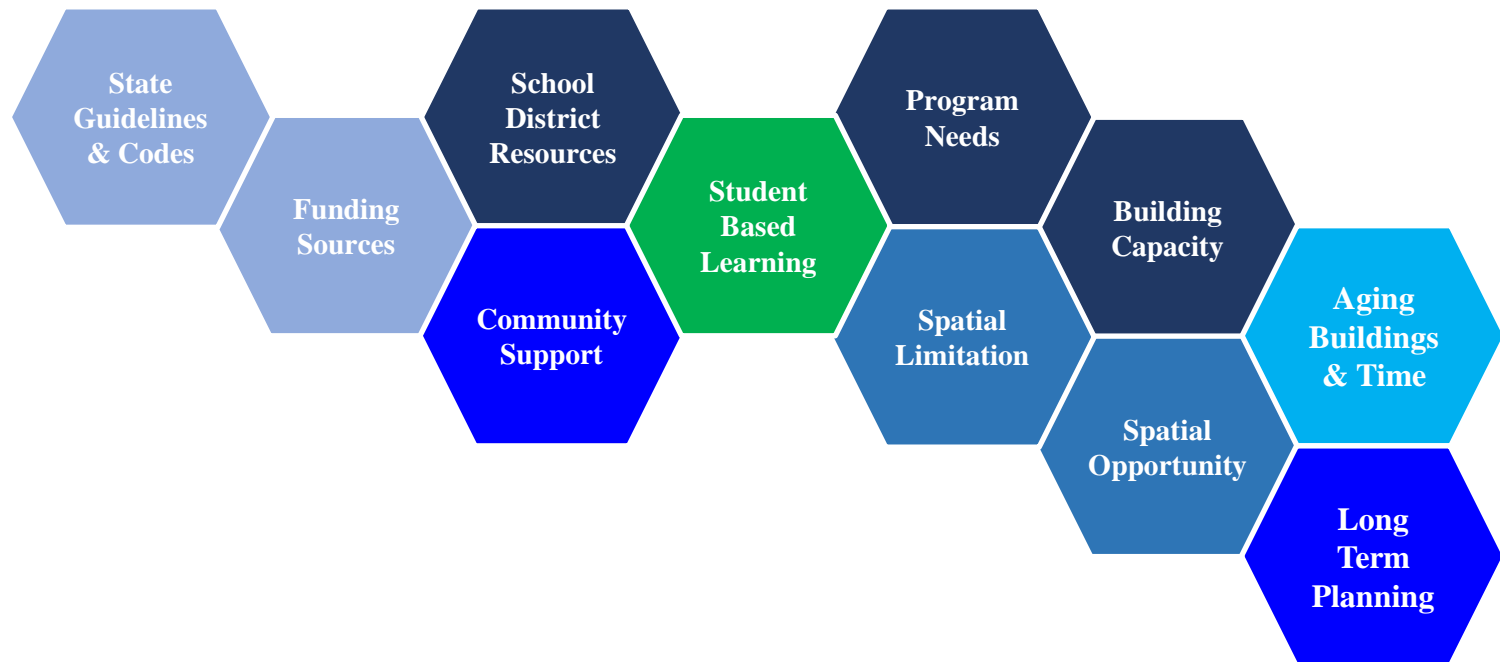 State
Guidelines
& Codes
Funding
Sources
School
District
Resources
Community
Support
Student
Based
Learning
Program
Needs
Spatial
Limitation
Building
Capacity
Spatial
Opportunity
Aging
Buildings
& Time
Long
Term
Planning